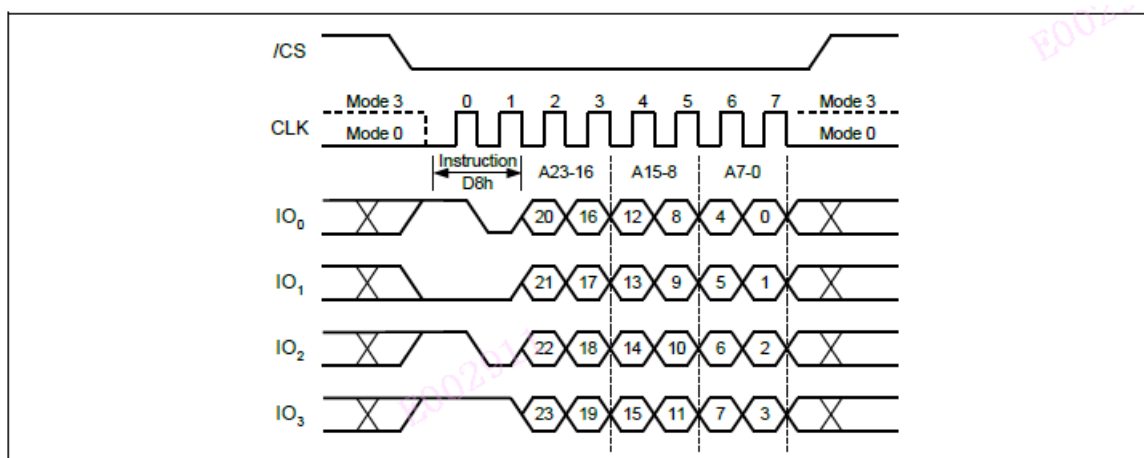 E002
/CS
Mode 3 0 1 2 3 4 5 6 7 Mode 3
CLK
Mode 0 Mode 0
Instruction
D8h A23-16 A15-8 A7-0
IO0 20 16 12 8 4 0
IO1 21 17 13 9 5 1
IO2 22 18 14 10 6 2
IO3 23 19 15 11 7 3